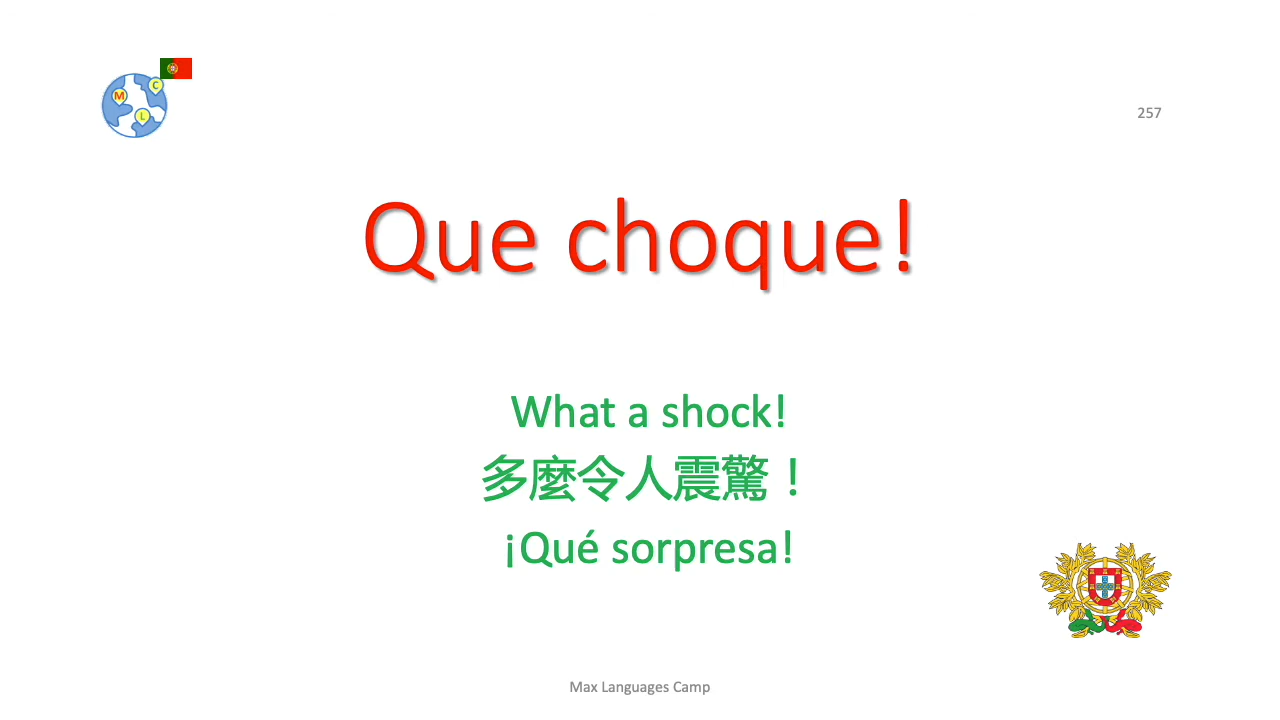 M
C
L
257
Que choque!
What a shock!
多麼令人震驚！
¡Qué sorpresa!
Max Languages Camp